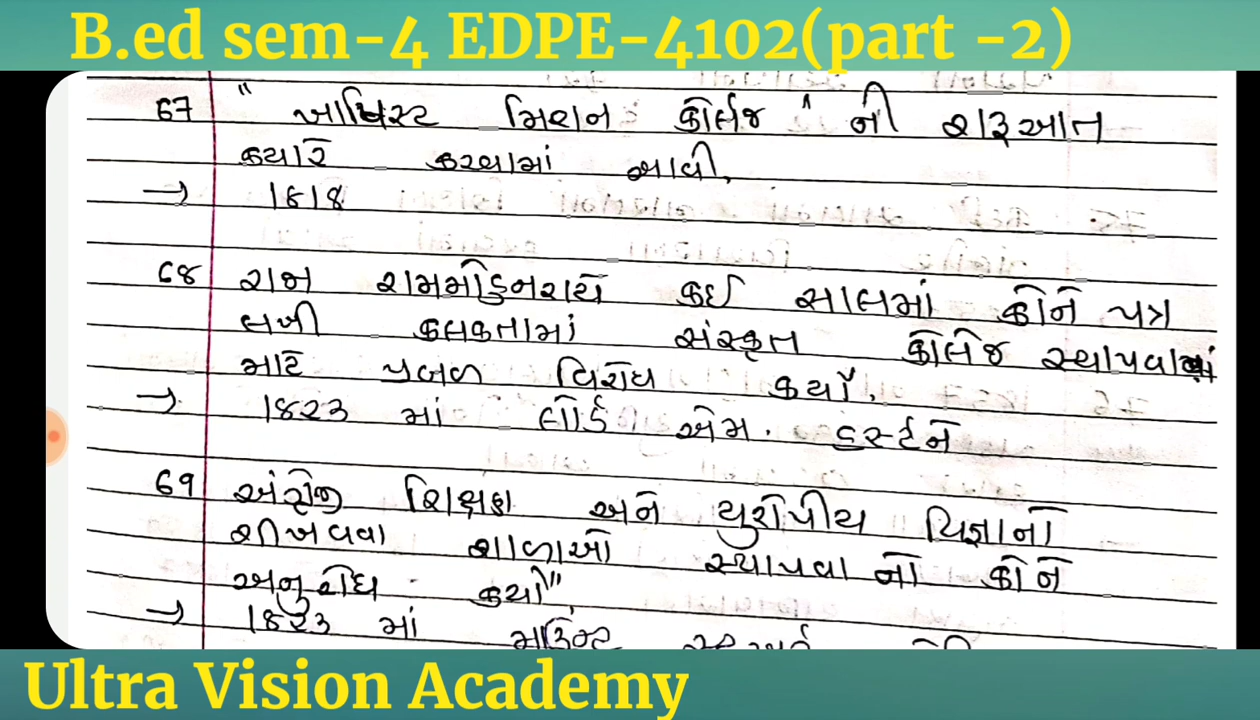 B.ed sem-4 EDPE-4102(part -2)
67 " બાપ્ટિસ્ટ મિશન કોલેજ " ની શરૂઆત
ક્યારે કરવામાં આવી.
→ 1818
68 રાજા રામમોહનરાયે કઈ સાલમાં કોને પત્ર
લખી કલકતામાં સંસ્કૃત કોલેજ સ્થાપવા
માટે પ્રબળ વિરોધ કર્યો.
→ 1823 માં લોર્ડ એમ. હર્સ્ટને
69 અંગ્રેજી શિક્ષણ અને યુરોપીય વિજ્ઞાનો
શીખવવા શાળાઓ સ્થાપવા નો કોને
અનુરોધ કર્યો"
→ 1823 માં માઉન્ટ
Ultra Vision Academy